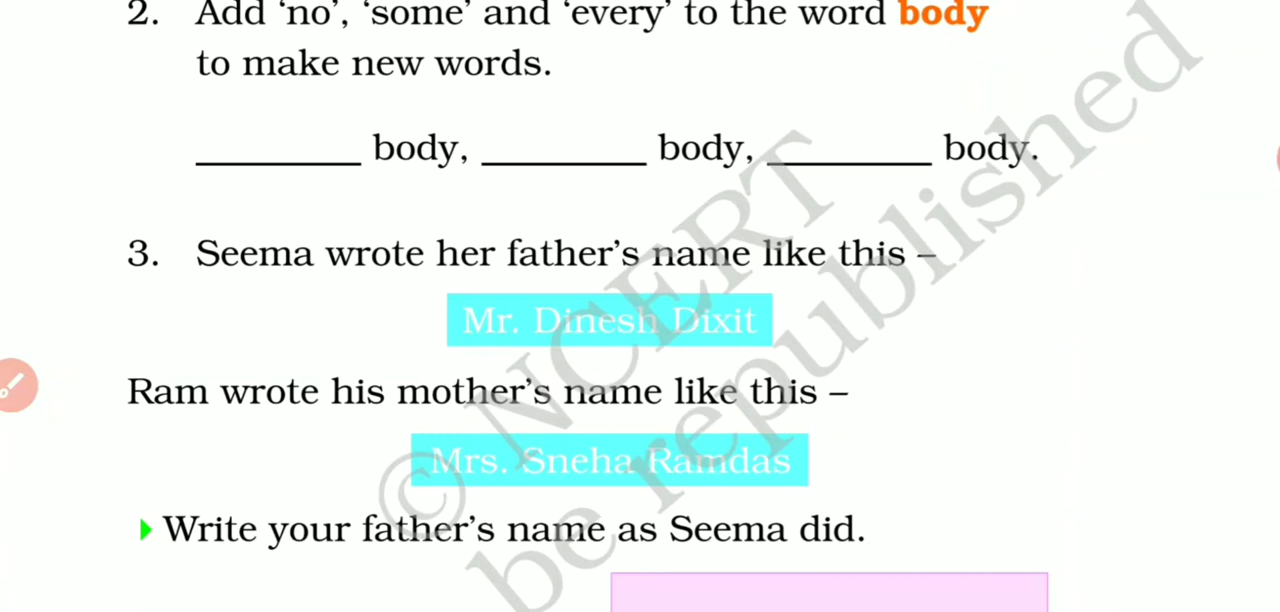 2. Add ‘no’, ‘some’ and ‘every’ to the word body
to make new words.
________ body, ________ body, ________ body.
3. Seema wrote her father’s name like this –
Mr. Dinesh Dixit
Ram wrote his mother’s name like this –
Mrs. Sneha Ramdas
Write your father’s name as Seema did.
© NCERT
be republished